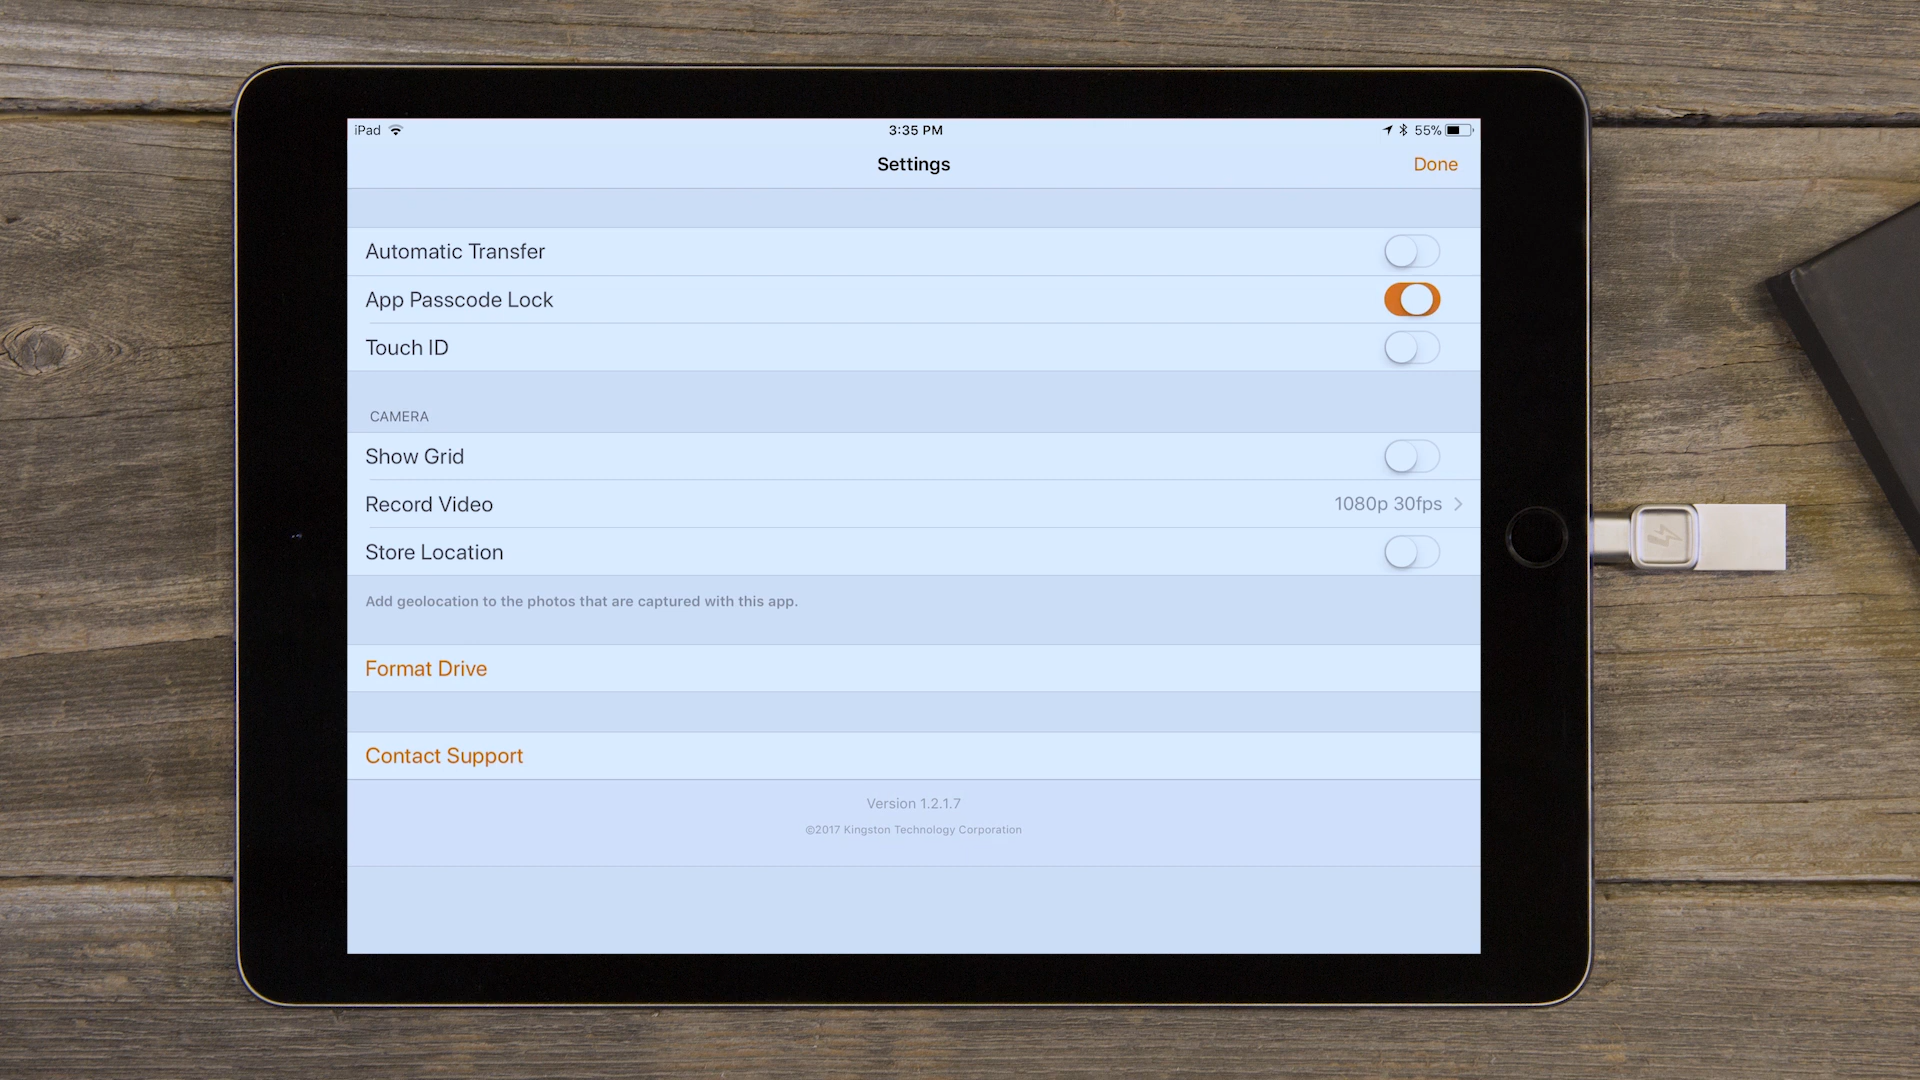 iPad
3:35 PM
55%
Settings
Done
Automatic Transfer
App Passcode Lock
Touch ID
CAMERA
Show Grid
Record Video
1080p 30fps
Store Location
Add geolocation to the photos that are captured with this app.
Format Drive
Contact Support
Version 1.2.1.7
©2017 Kingston Technology Corporation